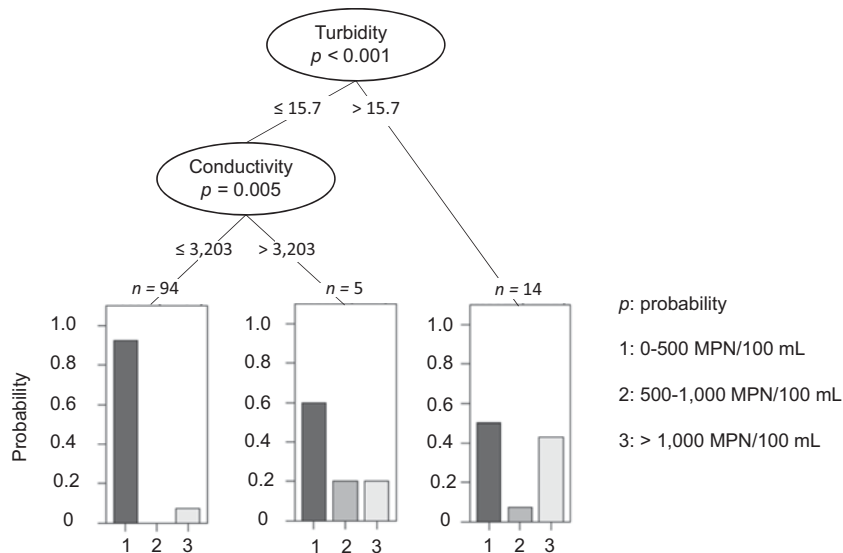 Turbidity
p < 0.001
≤ 15.7 > 15.7
Conductivity
p = 0.005
≤ 3,203 > 3,203
n = 94 n = 5 n = 14
p: probability
1: 0-500 MPN/100 mL
2: 500-1,000 MPN/100 mL
3: > 1,000 MPN/100 mL
Probability
1.0 1.0 1.0
0.8 0.8 0.8
0.6 0.6 0.6
0.4 0.4 0.4
0.2 0.2 0.2
0 0 0
1 2 3 1 2 3 1 2 3